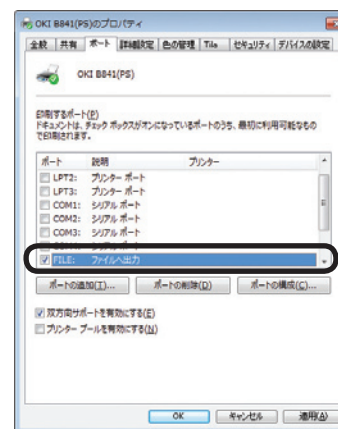 OKI B841(PS)のプロパティ
全般 共有 ポート 詳細設定 色の管理 Tile セキュリティ デバイスの設定
OKI B841(PS)
印刷するポート(P)
ドキュメントは、チェック ボックスがオンになっているポートのうち、最初に利用可能なもの
で印刷されます。
ポート 説明 プリンター
LPT2: プリンター ポート
LPT3: プリンター ポート
COM1: シリアル ポート
COM2: シリアル ポート
COM3: シリアル ポート
FILE: ファイルへ出力
ポートの追加(T)... ポートの削除(D) ポートの構成(C)...
双方向サポートを有効にする(E)
プリンター プールを有効にする(N)
OK キャンセル 適用(A)